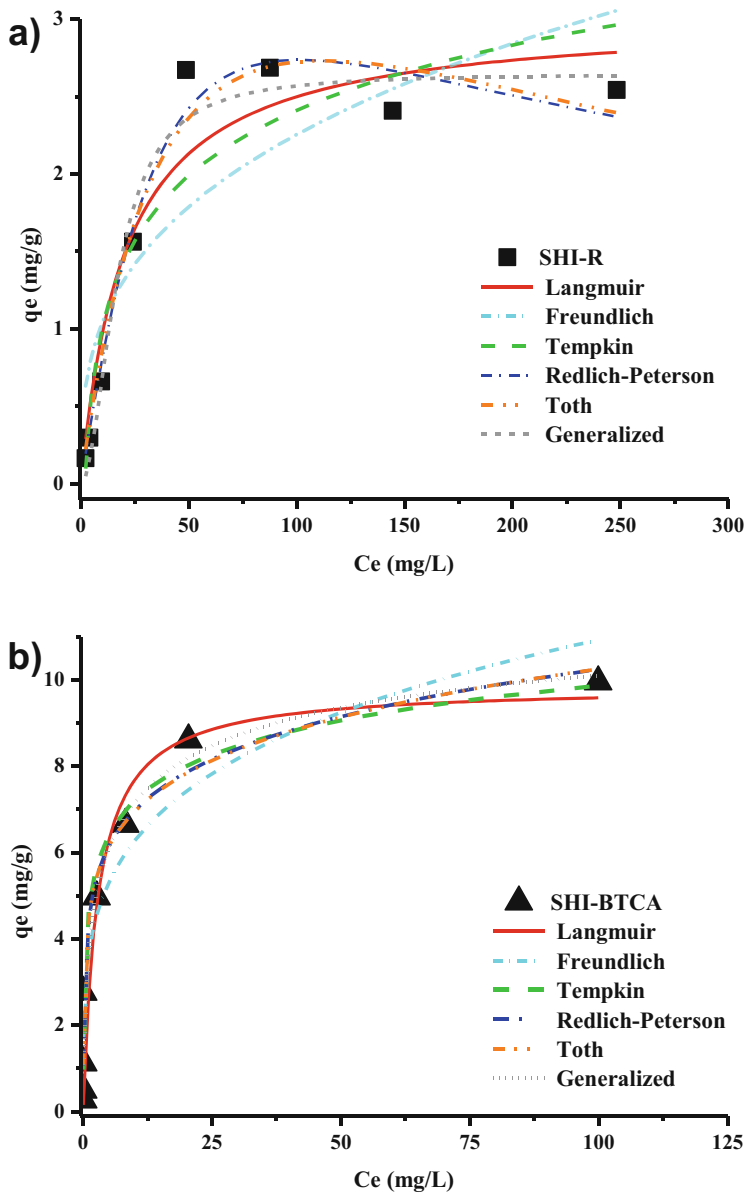 a)
3
2
1
0
qe (mg/g)
SHI-R
Langmuir
Freundlich
Tempkin
Redlich-Peterson
Toth
Generalized
0 50 100 150 200 250 300
Ce (mg/L)
b)
10
8
6
4
2
0
qe (mg/g)
SHI-BTCA
Langmuir
Freundlich
Tempkin
Redlich-Peterson
Toth
Generalized
0 25 50 75 100 125
Ce (mg/L)